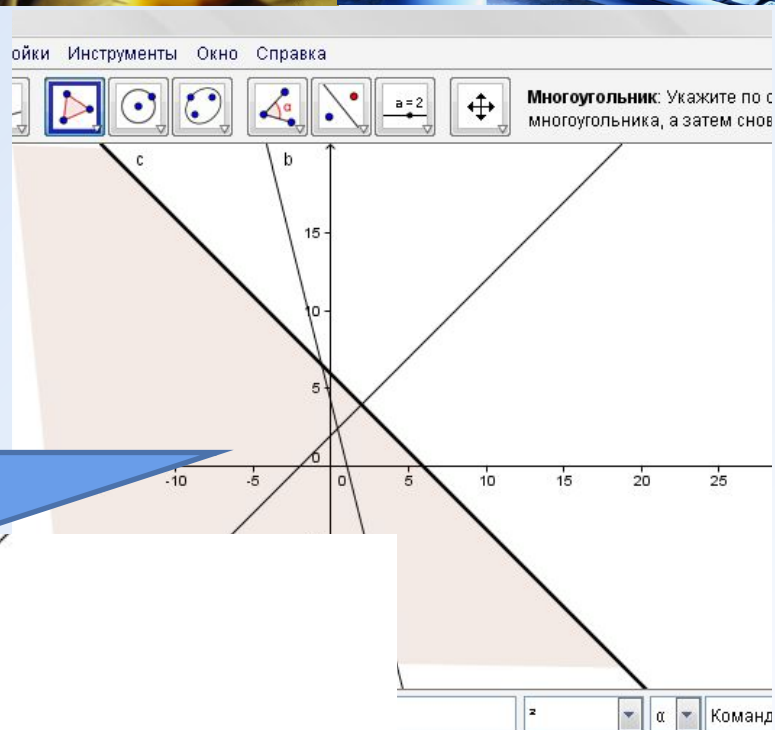 ойки Инструменты Окно Справка
a = 2
Многоугольник: Укажите по с
многоугольника, а затем снов
c b
15
10
5
0
-10 -5 0 5 10 15 20 25
² α Команд